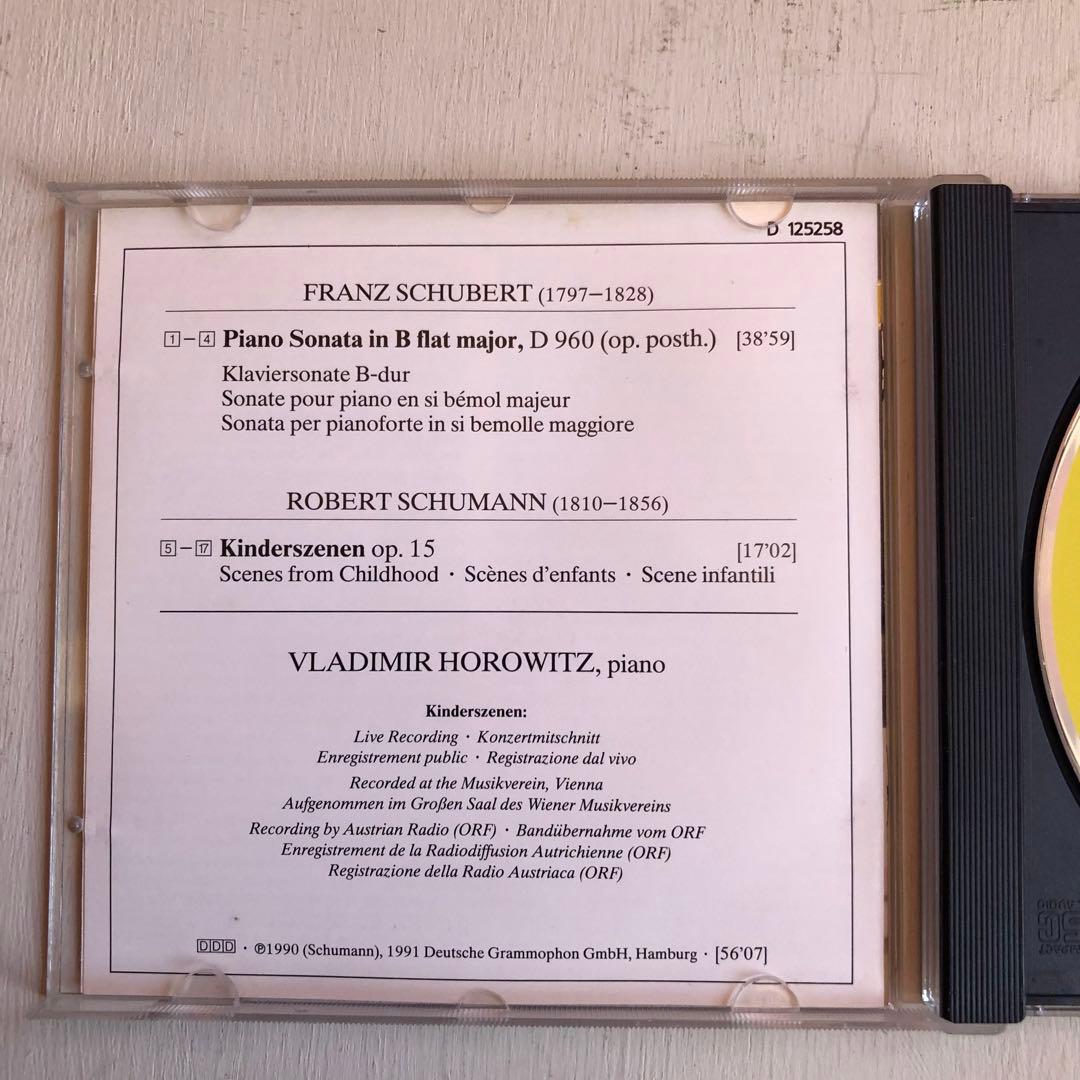 D 125258
FRANZ SCHUBERT (1797–1828)
1 – 4 Piano Sonata in B flat major, D 960 (op. posth.) [38'59]
Klaviersonate B-dur
Sonate pour piano en si bémol majeur
Sonata per pianoforte in si bemolle maggiore
ROBERT SCHUMANN (1810–1856)
5 – 17 Kinderszenen op. 15 [17'02]
Scenes from Childhood · Scènes d'enfants · Scene infantili
VLADIMIR HOROWITZ, piano
Kinderszenen:
Live Recording · Konzertmitschnitt
Enregistrement public · Registrazione dal vivo
Recorded at the Musikverein, Vienna
Aufgenommen im Großen Saal des Wiener Musikvereins
Recording by Austrian Radio (ORF) · Bandübernahme vom ORF
Enregistrement de la Radiodiffusion Autrichienne (ORF)
Registrazione della Radio Austriaca (ORF)
DDD · ℗1990 (Schumann), 1991 Deutsche Grammophon GmbH, Hamburg · [56'07]